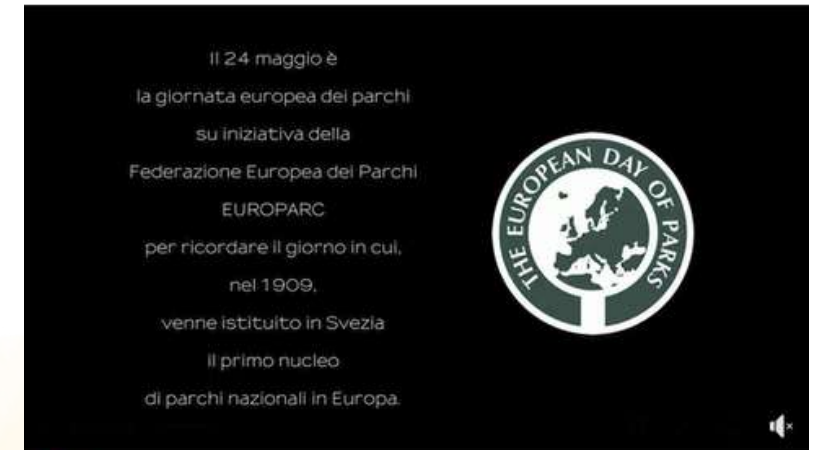 Il 24 maggio è
la giornata europea dei parchi
su iniziativa della
Federazione Europea dei Parchi
EUROPARC
per ricordare il giorno in cui,
nel 1909,
venne istituito in Svezia
il primo nucleo
di parchi nazionali in Europa.
THE EUROPEAN DAY OF PARKS